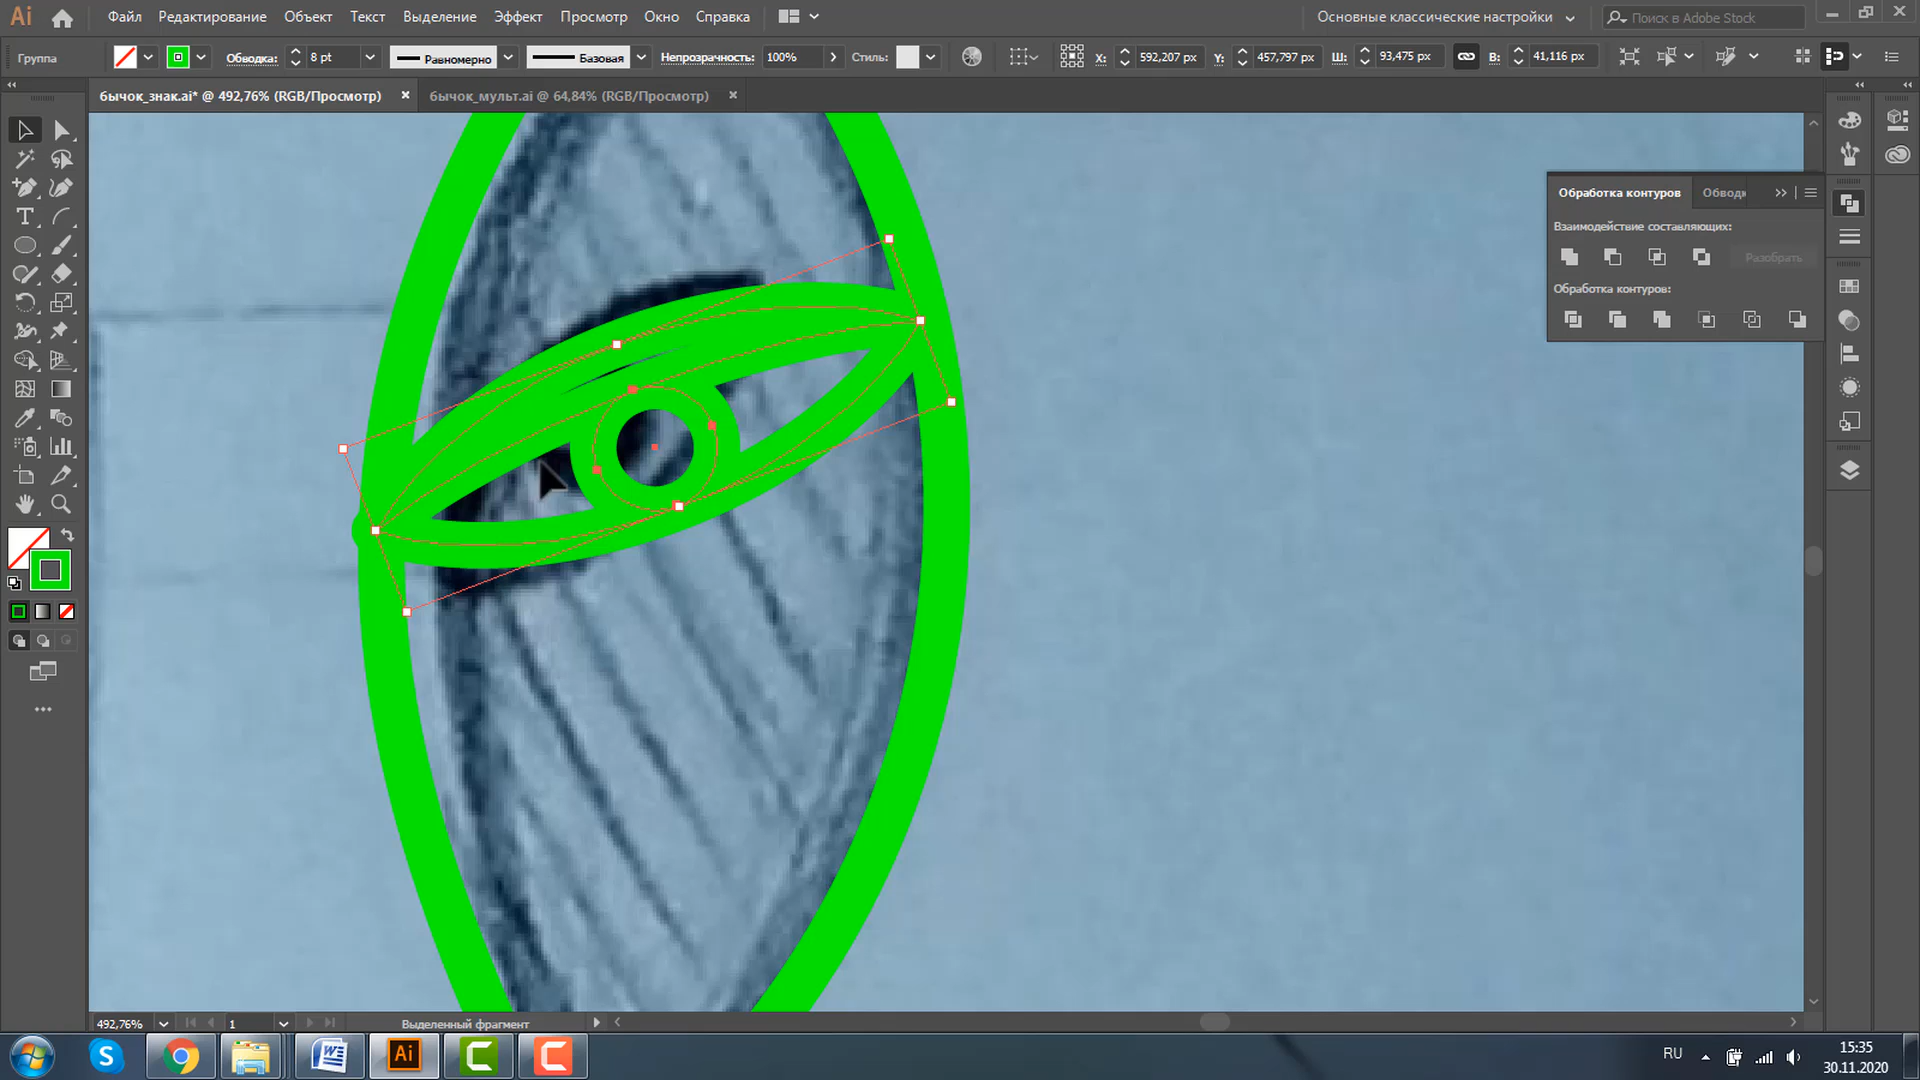 Ai Файл Редактирование Объект Текст Выделение Эффект Просмотр Окно Справка Основные классические настройки Поиск в Adobe Stock
Группа Обводка: 8 pt Равномерно Базовая Непрозрачность: 100% Стиль: X: 592,207 px Y: 457,797 px Ш: 93,475 px В: 41,116 px
бычок_знак.ai* @ 492,76% (RGB/Просмотр) × бычок_мульт.ai @ 64,84% (RGB/Просмотр) ×
Обработка контуров Обводк
Взаимодействие составляющих:
Разобрать
Обработка контуров:
492,76% 1 Выделенный фрагмент
Ai
RU
15:35
30.11.2020